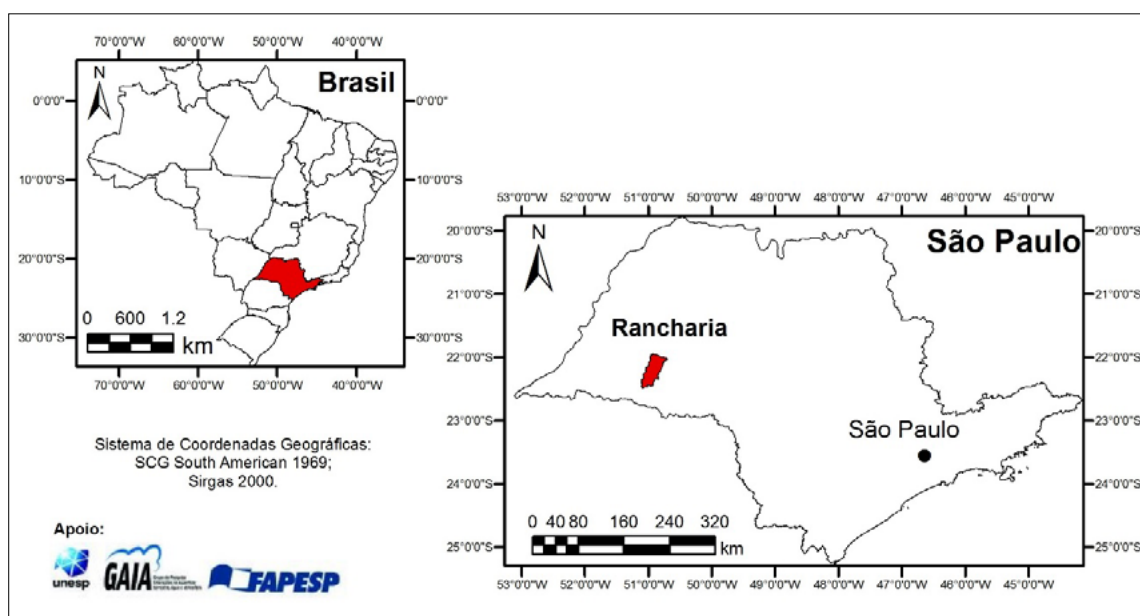 70°0'0"W 60°0'0"W 50°0'0"W 40°0'0"W
N
Brasil
0°0'0" 0°0'0"
10°0'0"S 10°0'0"S
20°0'0"S 20°0'0"S
30°0'0"S 30°0'0"S
0 600 1.2
km
70°0'0"W 60°0'0"W 50°0'0"W 40°0'0"W
Sistema de Coordenadas Geográficas:
SCG South American 1969;
Sirgas 2000.
Apoio:
unesp
GAIA
FAPESP
53°0'0"W 52°0'0"W 51°0'0"W 50°0'0"W 49°0'0"W 48°0'0"W 47°0'0"W 46°0'0"W 45°0'0"W
N
São Paulo
20°0'0"S 20°0'0"S
21°0'0"S 21°0'0"S
Rancharia
22°0'0"S 22°0'0"S
23°0'0"S 23°0'0"S
São Paulo
24°0'0"S 24°0'0"S
25°0'0"S 25°0'0"S
0 40 80 160 240 320
km
53°0'0"W 52°0'0"W 51°0'0"W 50°0'0"W 49°0'0"W 48°0'0"W 47°0'0"W 46°0'0"W 45°0'0"W